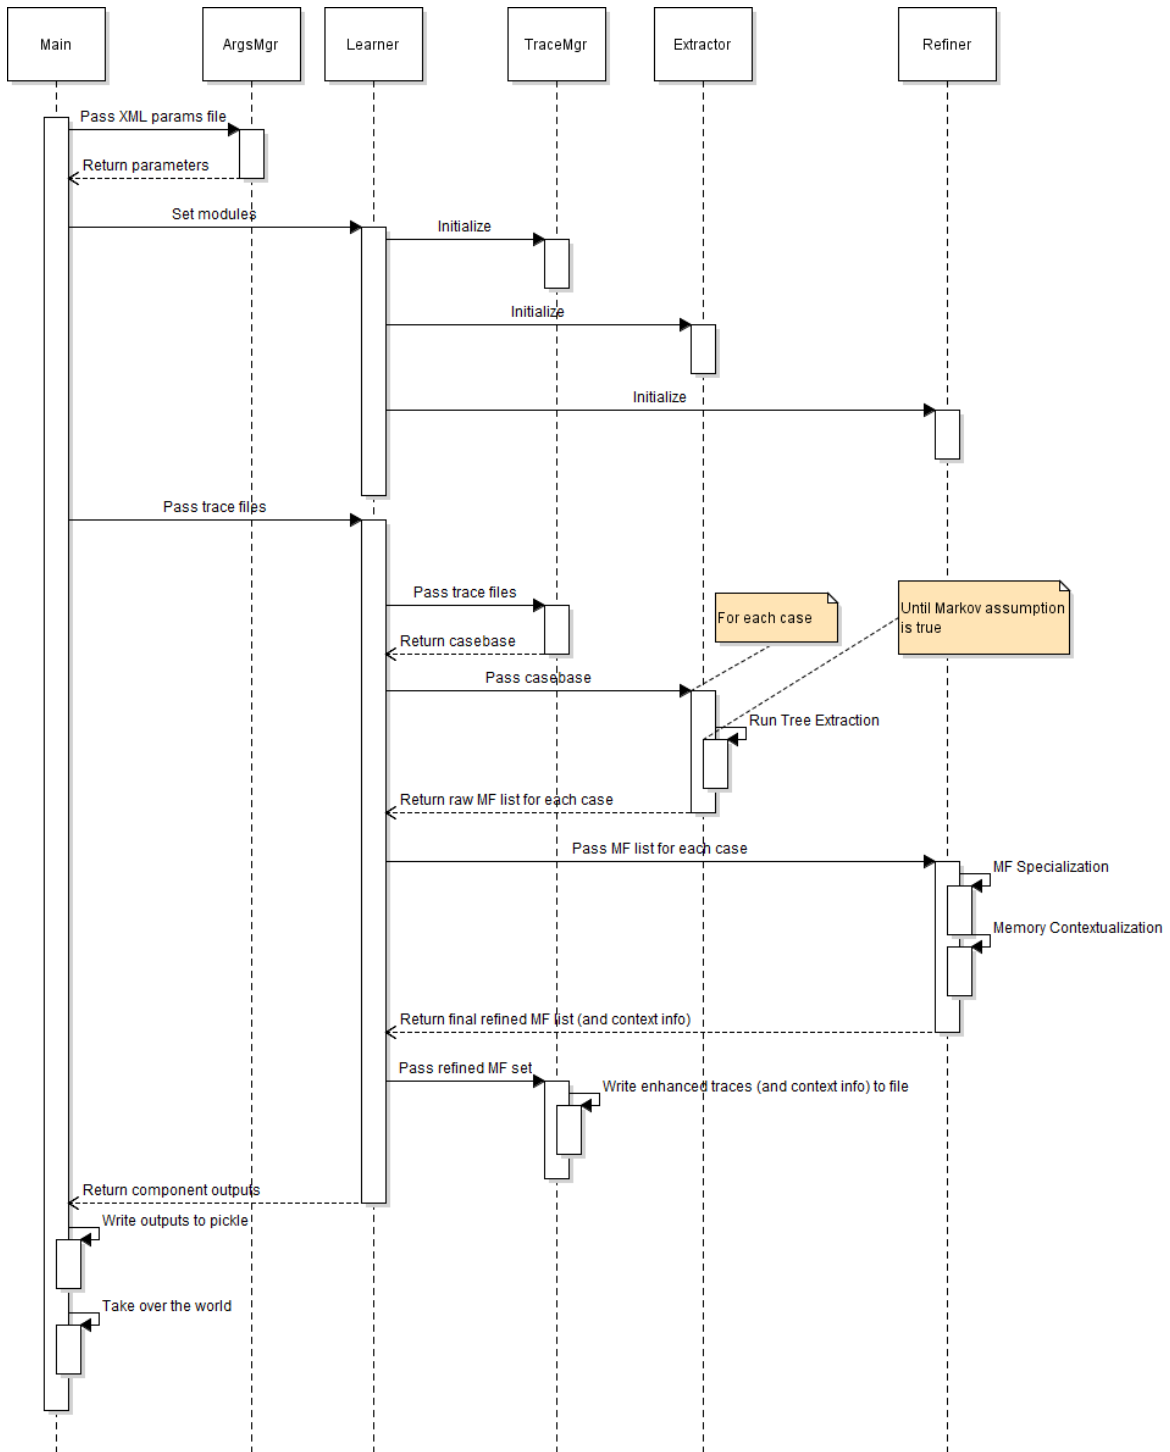 Main
ArgsMgr
Learner
TraceMgr
Extractor
Refiner
Pass XML params file
Return parameters
Set modules
Initialize
Initialize
Initialize
Pass trace files
Pass trace files
For each case
Until Markov assumption
is true
Return casebase
Pass casebase
Run Tree Extraction
Return raw MF list for each case
Pass MF list for each case
MF Specialization
Memory Contextualization
Return final refined MF list (and context info)
Pass refined MF set
Write enhanced traces (and context info) to file
Return component outputs
Write outputs to pickle
Take over the world